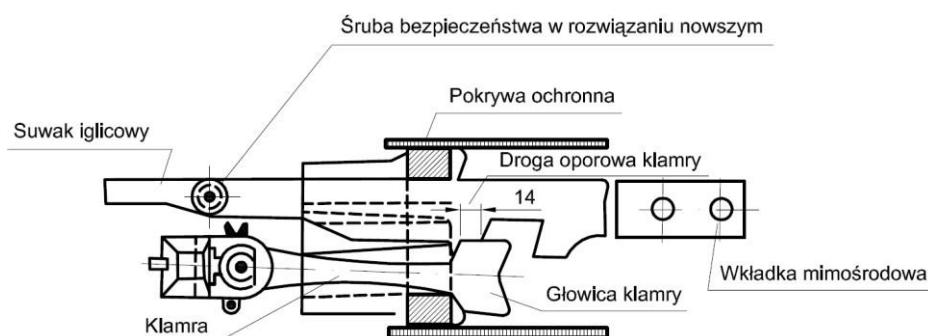 Śruba bezpieczeństwa w rozwiązaniu nowszym
Pokrywa ochronna
Suwak iglicowy
Droga oporowa klamry
14
Wkładka mimośrodowa
Głowica klamry
Klamra